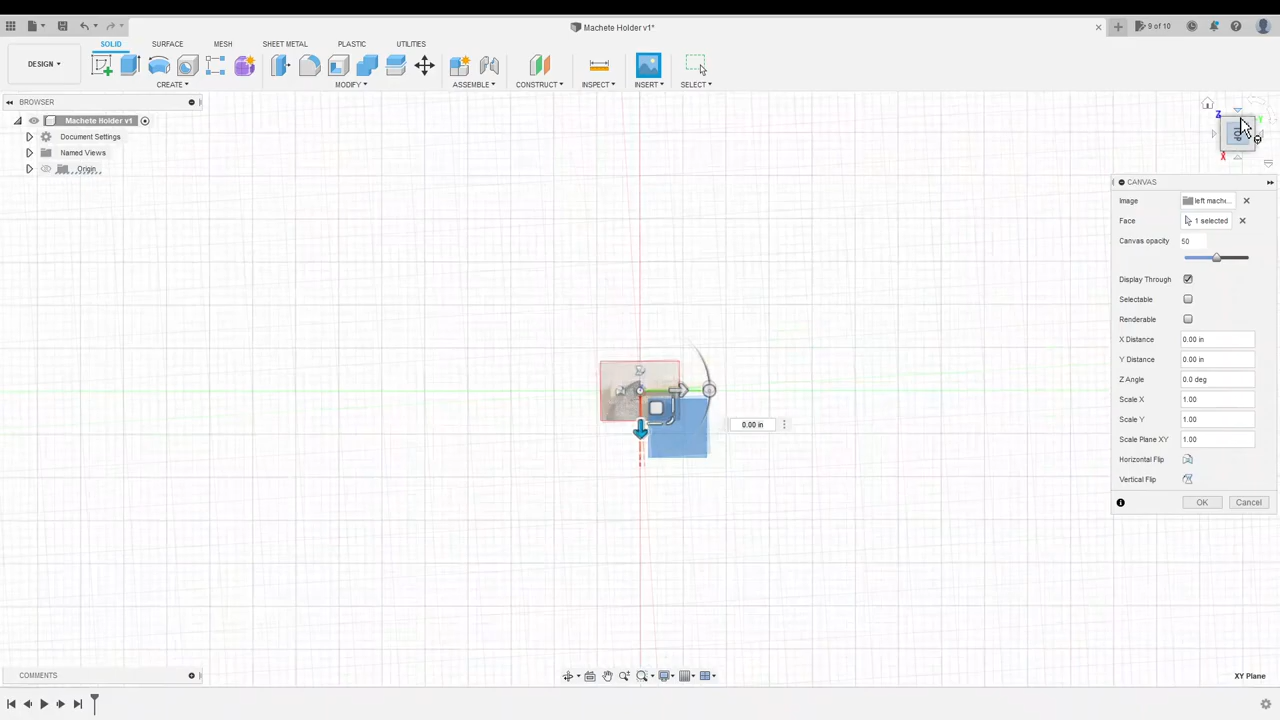 Machete Holder v1*
9 of 10
SOLID
SURFACE
MESH
SHEET METAL
PLASTIC
UTILITIES
DESIGN
CREATE
MODIFY
ASSEMBLE
CONSTRUCT
INSPECT
INSERT
SELECT
BROWSER
Machete Holder v1
Document Settings
Named Views
Origin
TOP
Z
Y
X
CANVAS
Image
left mache...
Face
1 selected
Canvas opacity
50
Display Through
Selectable
Renderable
X Distance
0.00 in
Y Distance
0.00 in
Z Angle
0.0 deg
Scale X
1.00
Scale Y
1.00
Scale Plane XY
1.00
Horizontal Flip
Vertical Flip
OK
Cancel
0.00 in
COMMENTS
XY Plane